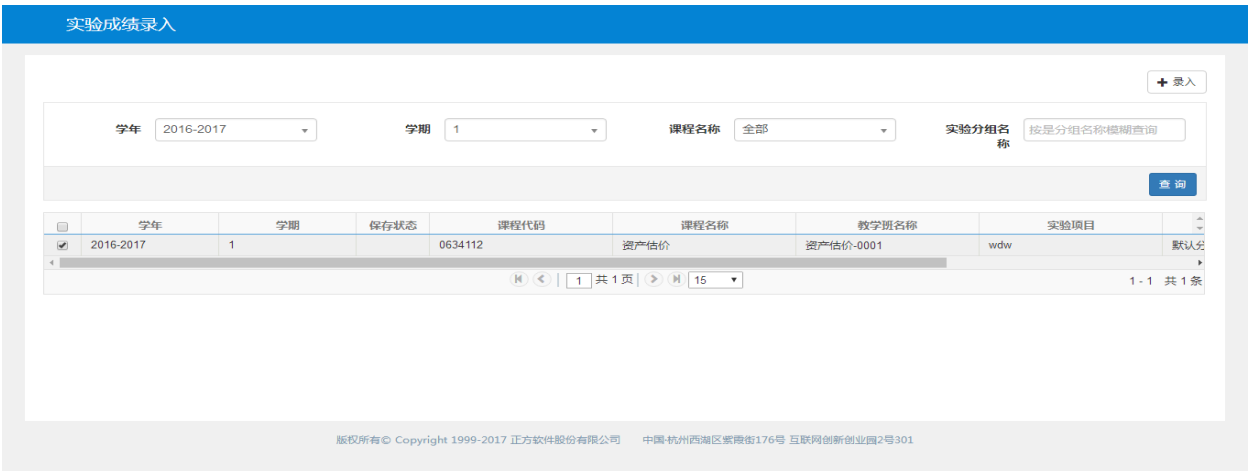 实验成绩录入
录入
学年 2016-2017 学期 1 课程名称 全部 实验分组名称 按是分组名称模糊查询
查 询
学年 学期 保存状态 课程代码 课程名称 教学班名称 实验项目
2016-2017 1 0634112 资产估价 资产估价-0001 wdw 默认分
1 共 1 页 15 1 - 1 共 1 条
版权所有© Copyright 1999-2017 正方软件股份有限公司 中国·杭州西湖区紫霞街176号 互联网创新创业园2号301